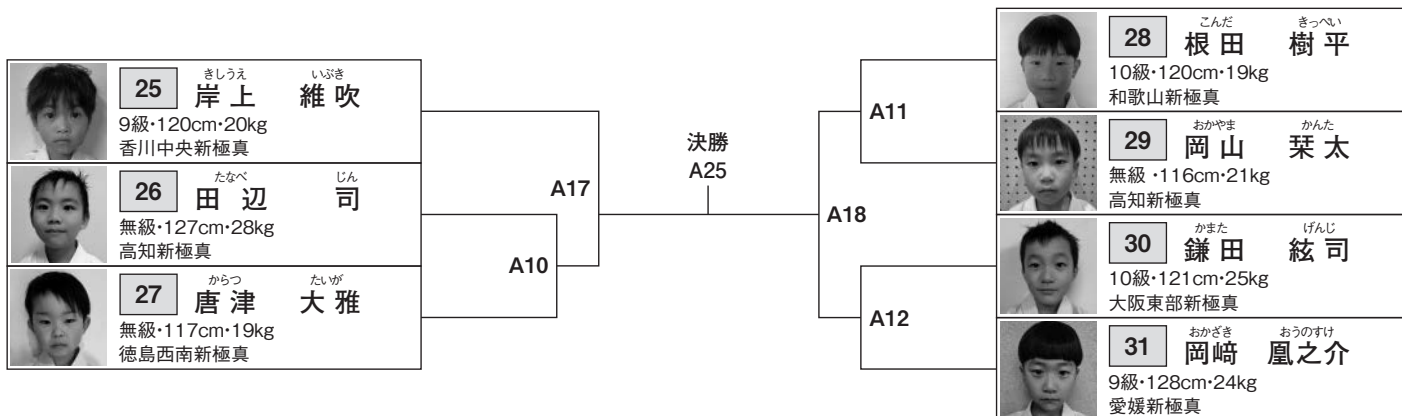 25 岸上 維吹
きしうえ いぶき
9級・120cm・20kg
香川中央新極真
26 田辺 司
たなべ じん
無級・127cm・28kg
高知新極真
27 唐津 大雅
からつ たいが
無級・117cm・19kg
徳島西南新極真
A17
A10
決勝
A25
A11
A18
A12
28 根田 樹平
こんだ きっぺい
10級・120cm・19kg
和歌山新極真
29 岡山 栞太
おかやま かんた
無級・116cm・21kg
高知新極真
30 鎌田 絃司
かまた げんじ
10級・121cm・25kg
大阪東部新極真
31 岡﨑 凰之介
おかざき おうのすけ
9級・128cm・24kg
愛媛新極真